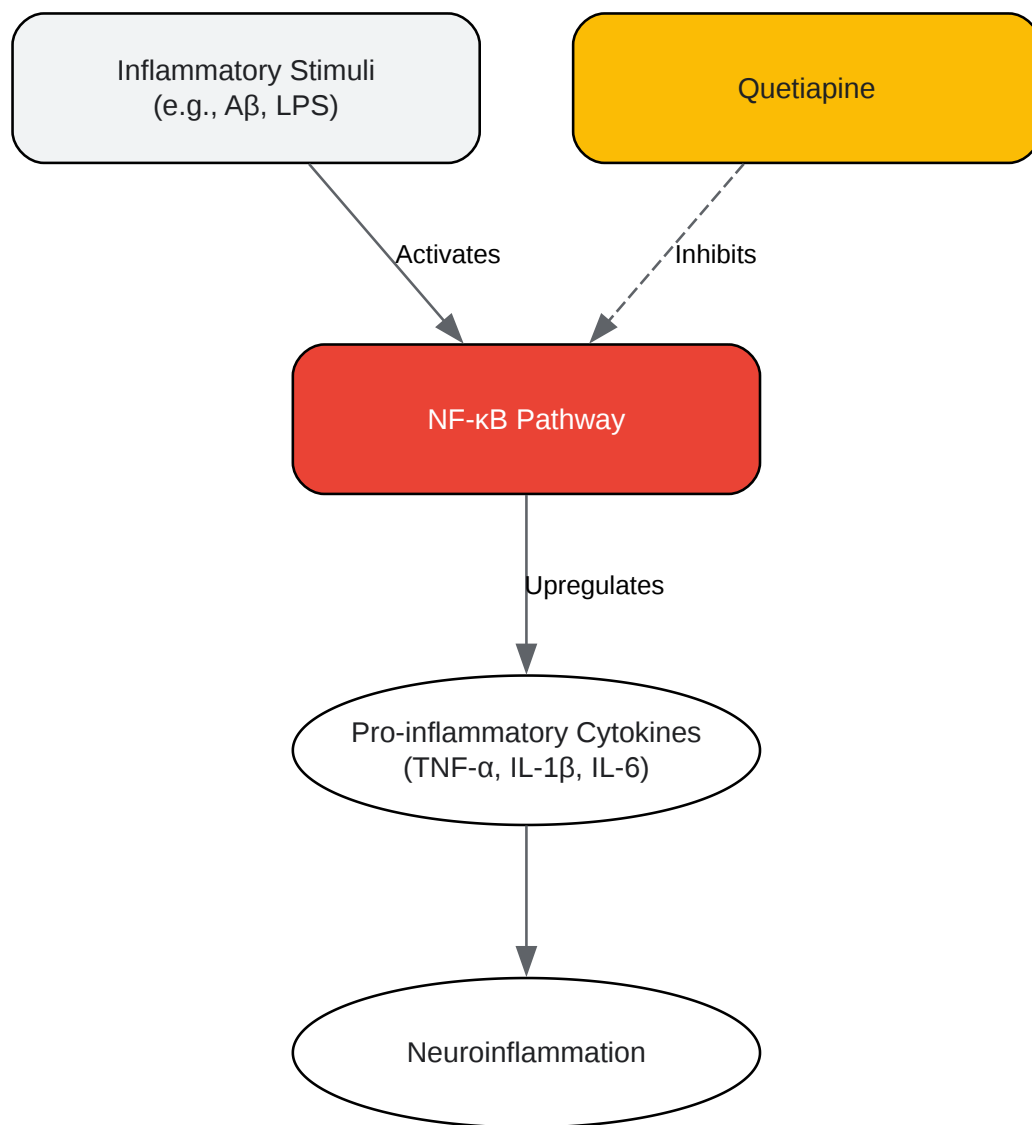 Inflammatory Stimuli
(e.g., Aβ, LPS)
Quetiapine
Activates
Inhibits
NF-κB Pathway
Upregulates
Pro-inflammatory Cytokines
(TNF-α, IL-1β, IL-6)
Neuroinflammation